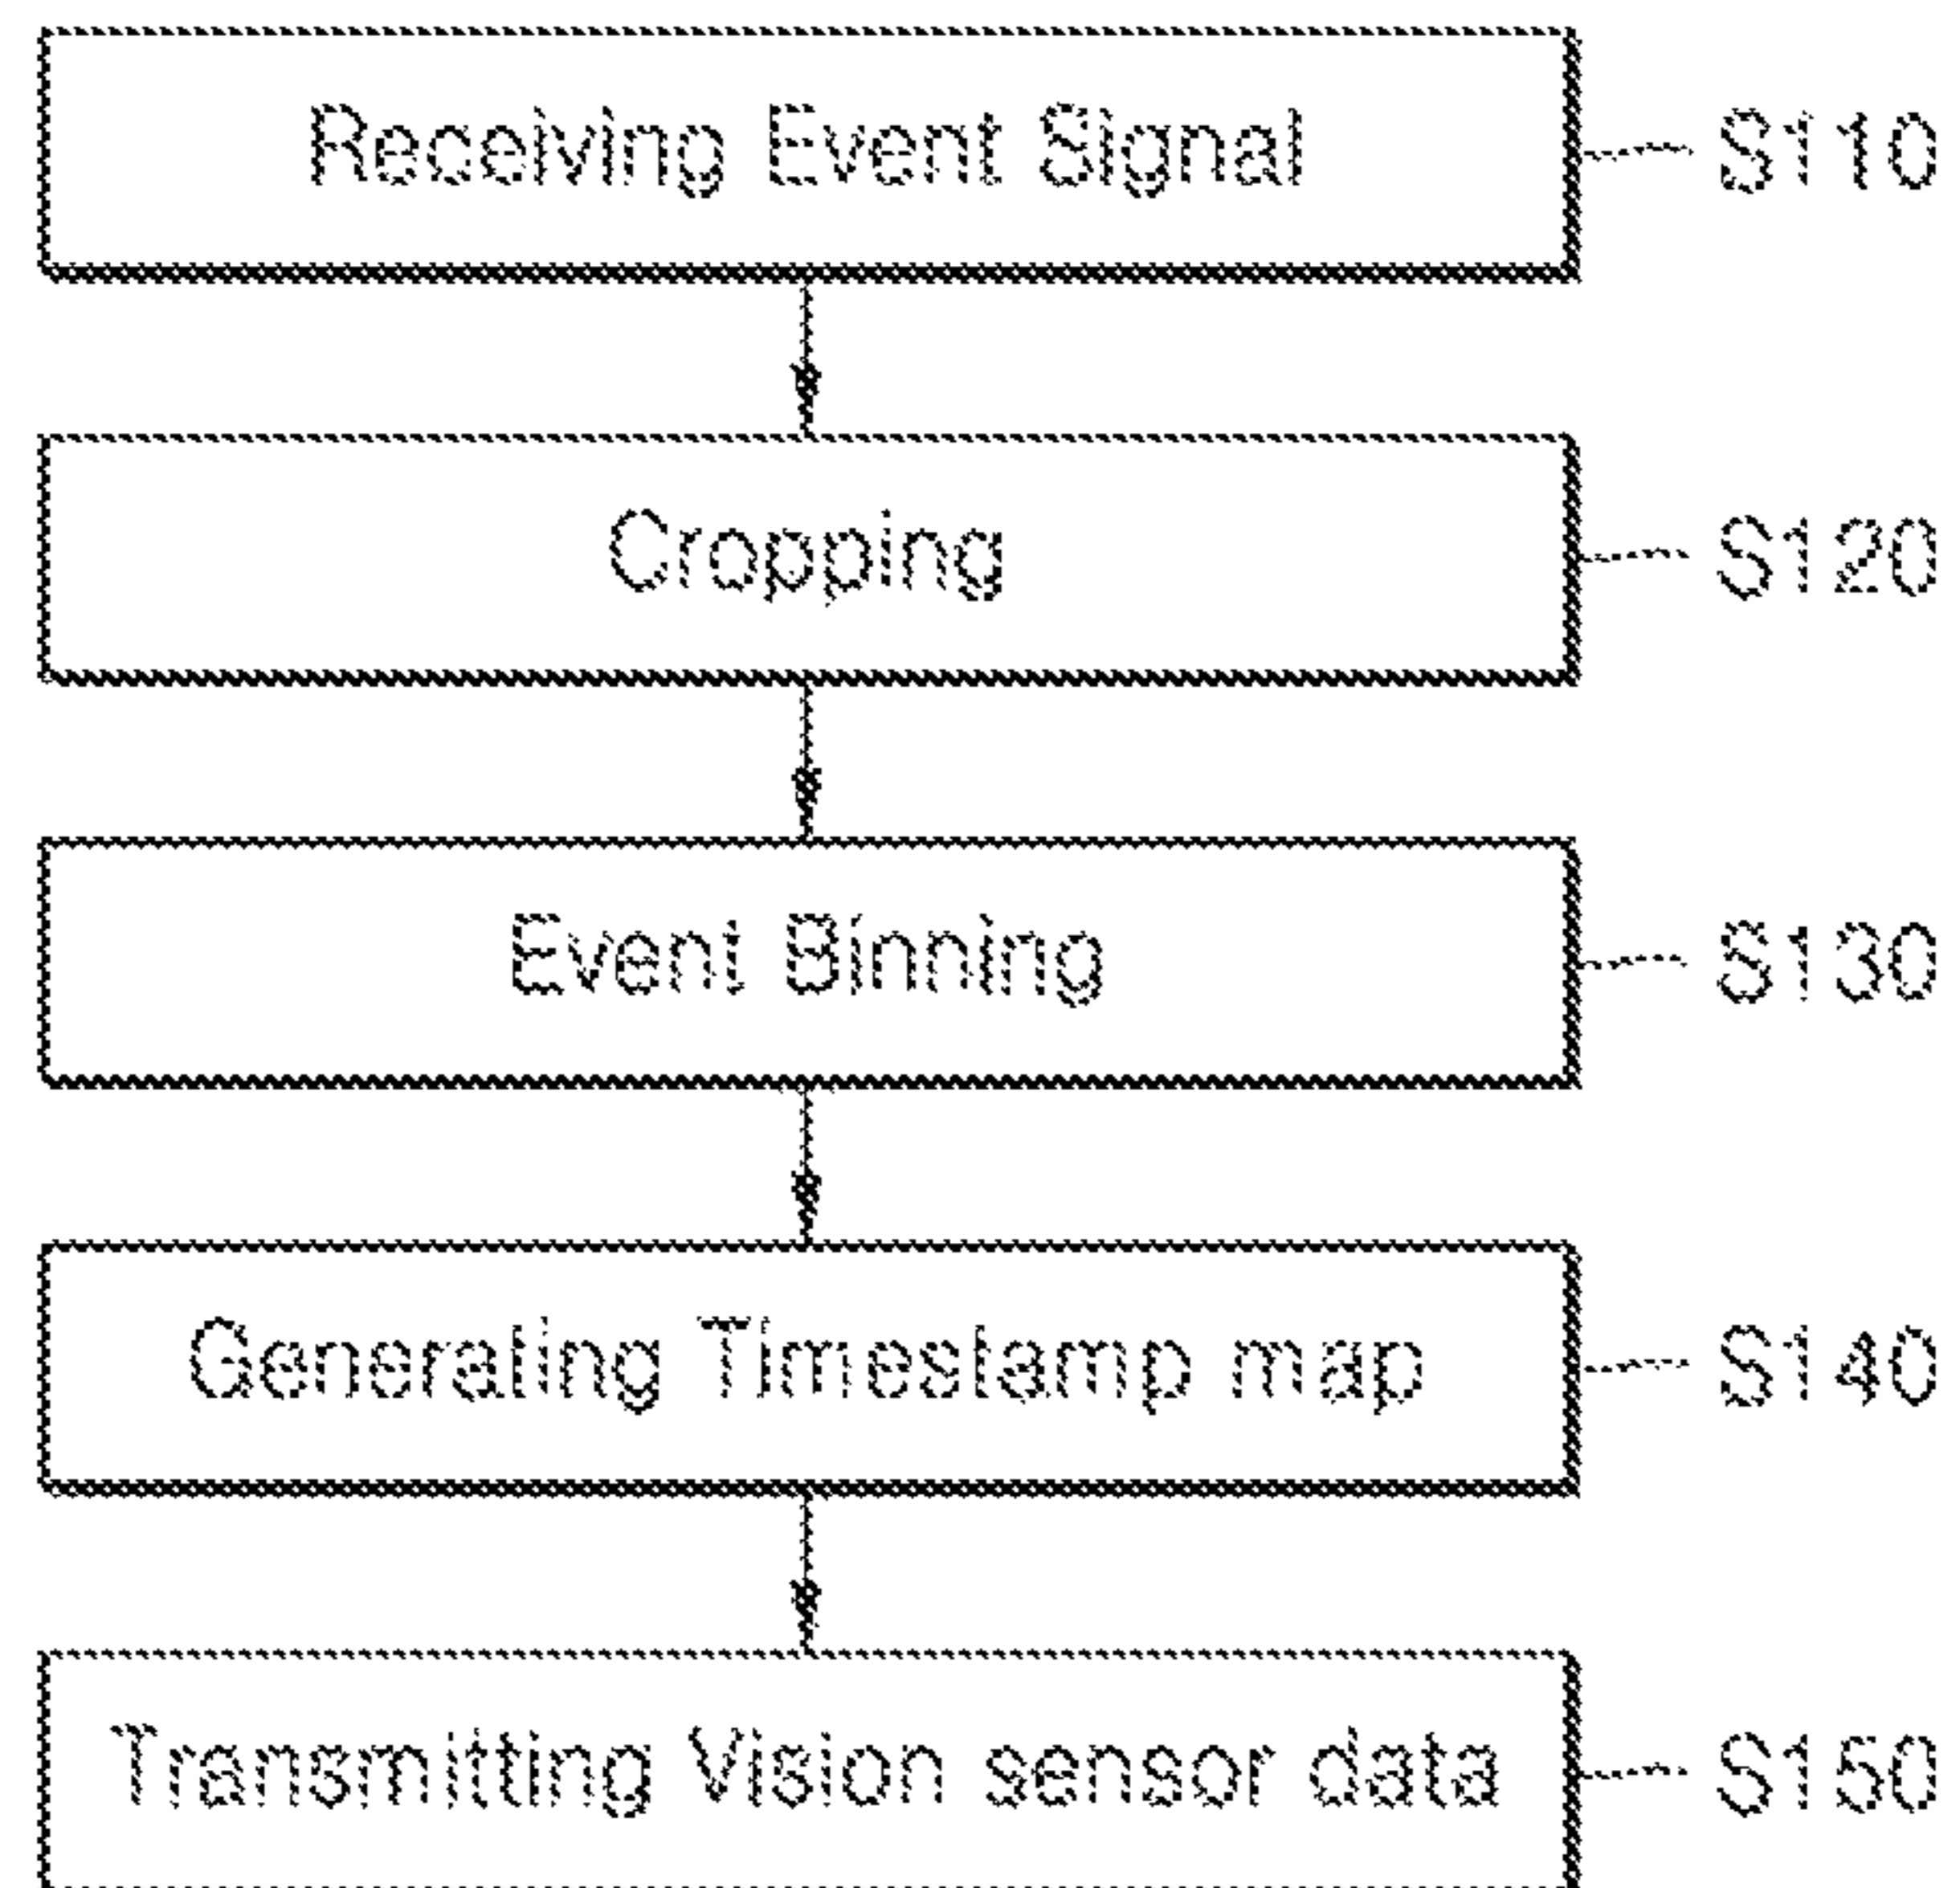 Receiving Event Signal S110
Cropping S120
Event Binning S130
Generating Timestamp map S140
Transmitting Vision sensor data S150